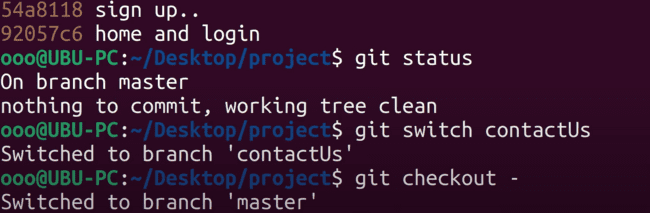 54a8118 sign up..
92057c6 home and login
ooo@UBU-PC:~/Desktop/project$ git status
On branch master
nothing to commit, working tree clean
ooo@UBU-PC:~/Desktop/project$ git switch contactUs
Switched to branch 'contactUs'
ooo@UBU-PC:~/Desktop/project$ git checkout -
Switched to branch 'master'